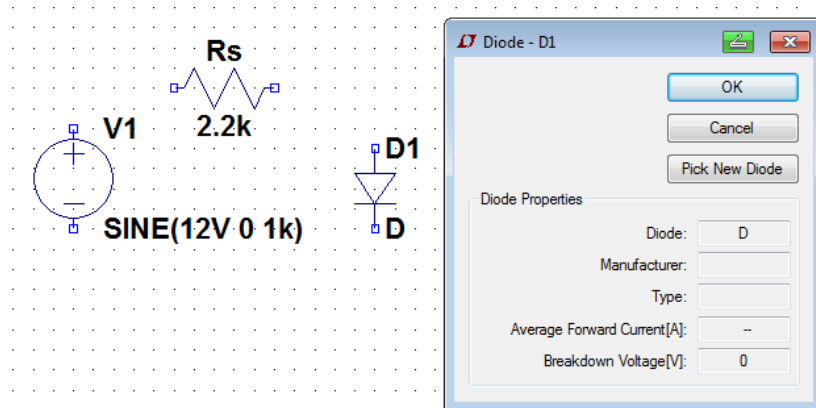 Rs
2.2k
V1
SINE(12V 0 1k)
D1
D
Diode - D1
OK
Cancel
Pick New Diode
Diode Properties
Diode: D
Manufacturer:
Type:
Average Forward Current[A]: --
Breakdown Voltage[V]: 0